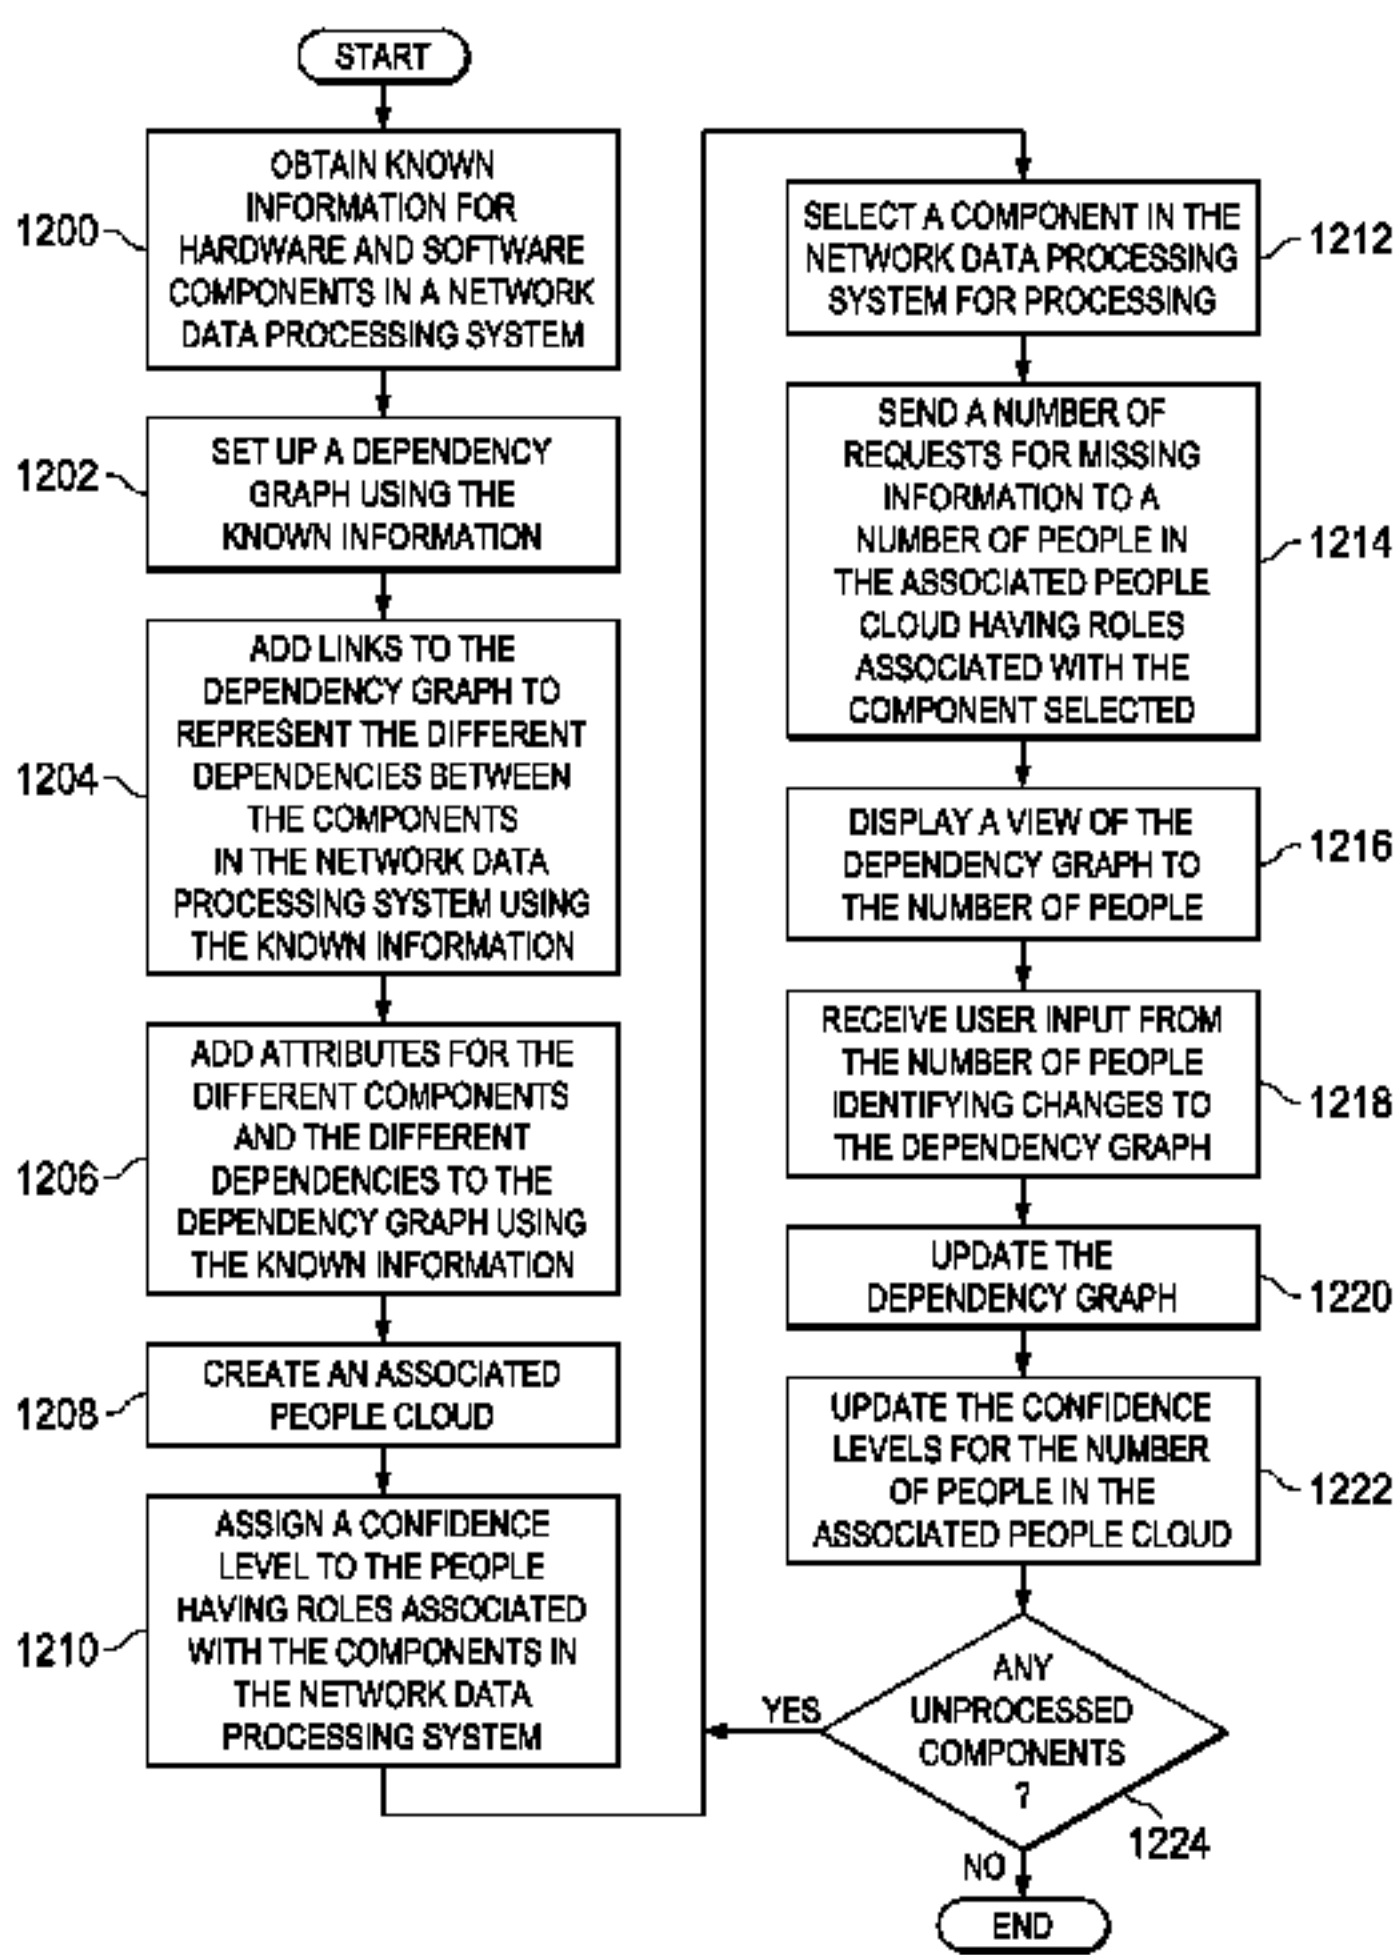 START
OBTAIN KNOWN
INFORMATION FOR
HARDWARE AND SOFTWARE
COMPONENTS IN A NETWORK
DATA PROCESSING SYSTEM
1200
SET UP A DEPENDENCY
GRAPH USING THE
KNOWN INFORMATION
1202
ADD LINKS TO THE
DEPENDENCY GRAPH TO
REPRESENT THE DIFFERENT
DEPENDENCIES BETWEEN
THE COMPONENTS
IN THE NETWORK DATA
PROCESSING SYSTEM USING
THE KNOWN INFORMATION
1204
ADD ATTRIBUTES FOR THE
DIFFERENT COMPONENTS
AND THE DIFFERENT
DEPENDENCIES TO THE
DEPENDENCY GRAPH USING
THE KNOWN INFORMATION
1206
CREATE AN ASSOCIATED
PEOPLE CLOUD
1208
ASSIGN A CONFIDENCE
LEVEL TO THE PEOPLE
HAVING ROLES ASSOCIATED
WITH THE COMPONENTS IN
THE NETWORK DATA
PROCESSING SYSTEM
1210
SELECT A COMPONENT IN THE
NETWORK DATA PROCESSING
SYSTEM FOR PROCESSING
1212
SEND A NUMBER OF
REQUESTS FOR MISSING
INFORMATION TO A
NUMBER OF PEOPLE IN
THE ASSOCIATED PEOPLE
CLOUD HAVING ROLES
ASSOCIATED WITH THE
COMPONENT SELECTED
1214
DISPLAY A VIEW OF THE
DEPENDENCY GRAPH TO
THE NUMBER OF PEOPLE
1216
RECEIVE USER INPUT FROM
THE NUMBER OF PEOPLE
IDENTIFYING CHANGES TO
THE DEPENDENCY GRAPH
1218
UPDATE THE
DEPENDENCY GRAPH
1220
UPDATE THE CONFIDENCE
LEVELS FOR THE NUMBER
OF PEOPLE IN THE
ASSOCIATED PEOPLE CLOUD
1222
ANY
UNPROCESSED
COMPONENTS
?
1224
YES
NO
END